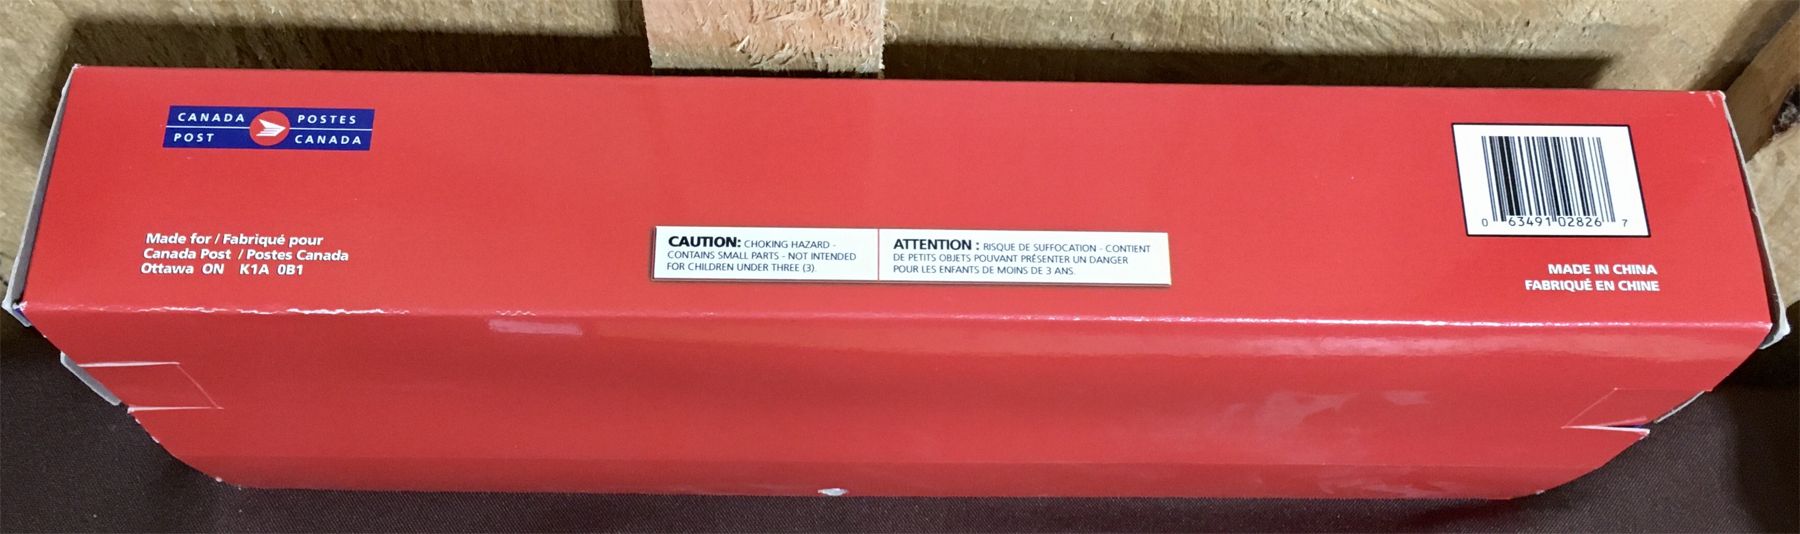 CANADA POSTES
POST CANADA
Made for / Fabriqué pour
Canada Post / Postes Canada
Ottawa ON K1A 0B1
CAUTION: CHOKING HAZARD -
CONTAINS SMALL PARTS - NOT INTENDED
FOR CHILDREN UNDER THREE (3).
ATTENTION : RISQUE DE SUFFOCATION - CONTIENT
DE PETITS OBJETS POUVANT PRÉSENTER UN DANGER
POUR LES ENFANTS DE MOINS DE 3 ANS.
0 63491 02826 7
MADE IN CHINA
FABRIQUÉ EN CHINE